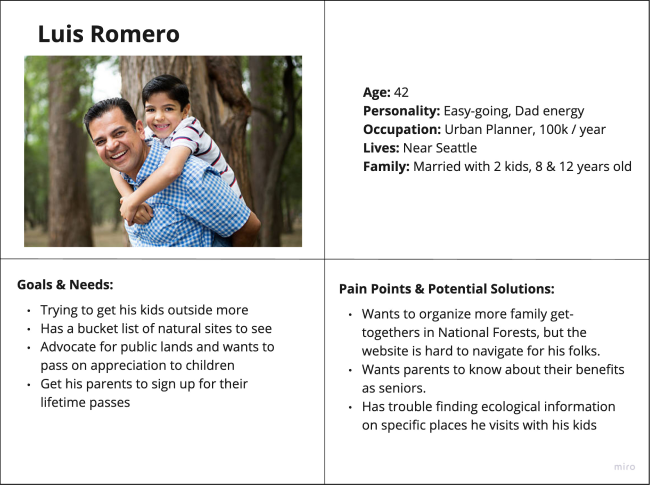 Luis Romero
Age: 42
Personality: Easy-going, Dad energy
Occupation: Urban Planner, 100k / year
Lives: Near Seattle
Family: Married with 2 kids, 8 & 12 years old
Goals & Needs:
• Trying to get his kids outside more
• Has a bucket list of natural sites to see
• Advocate for public lands and wants to
pass on appreciation to children
• Get his parents to sign up for their
lifetime passes
Pain Points & Potential Solutions:
• Wants to organize more family get-
togethers in National Forests, but the
website is hard to navigate for his folks.
• Wants parents to know about their benefits
as seniors.
• Has trouble finding ecological information
on specific places he visits with his kids
miro